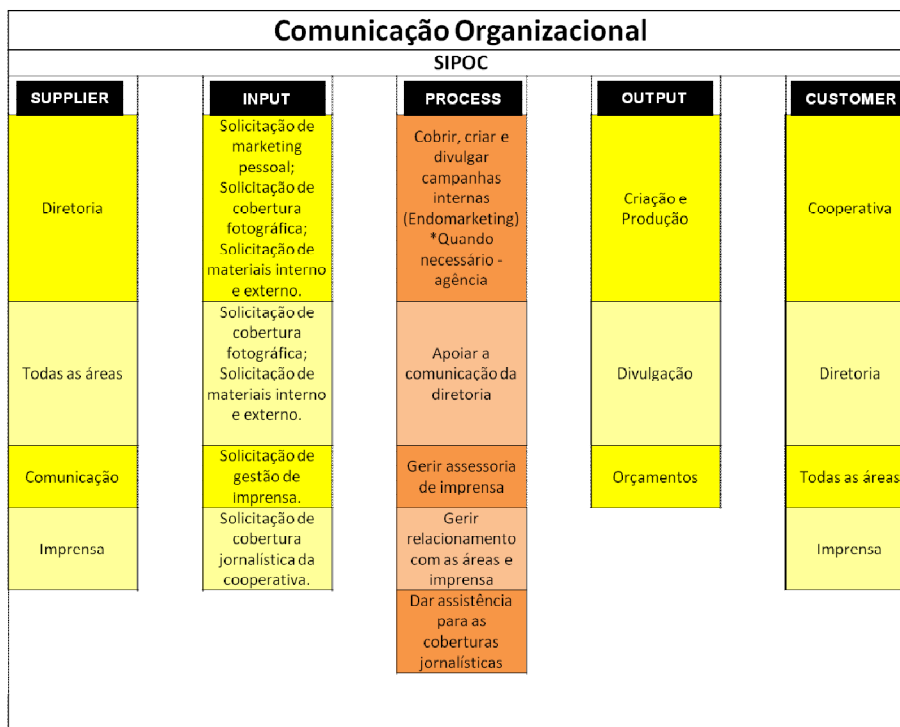 Comunicação Organizacional
SIPOC
SUPPLIER
INPUT
PROCESS
OUTPUT
CUSTOMER
Diretoria
Solicitação de
marketing
pessoal;
Solicitação de
cobertura
fotográfica;
Solicitação de
materiais interno
e externo.
Cobrir, criar e
divulgar
campanhas
internas
(Endomarketing)
*Quando
necessário -
agência
Criação e
Produção
Cooperativa
Todas as áreas
Solicitação de
cobertura
fotográfica;
Solicitação de
materiais interno
e externo.
Apoiar a
comunicação da
diretoria
Divulgação
Diretoria
Comunicação
Solicitação de
gestão de
imprensa.
Gerir assessoria
de imprensa
Orçamentos
Todas as áreas
Imprensa
Solicitação de
cobertura
jornalística da
cooperativa.
Gerir
relacionamento
com as áreas e
imprensa
Imprensa
Dar assistência
para as
coberturas
jornalísticas